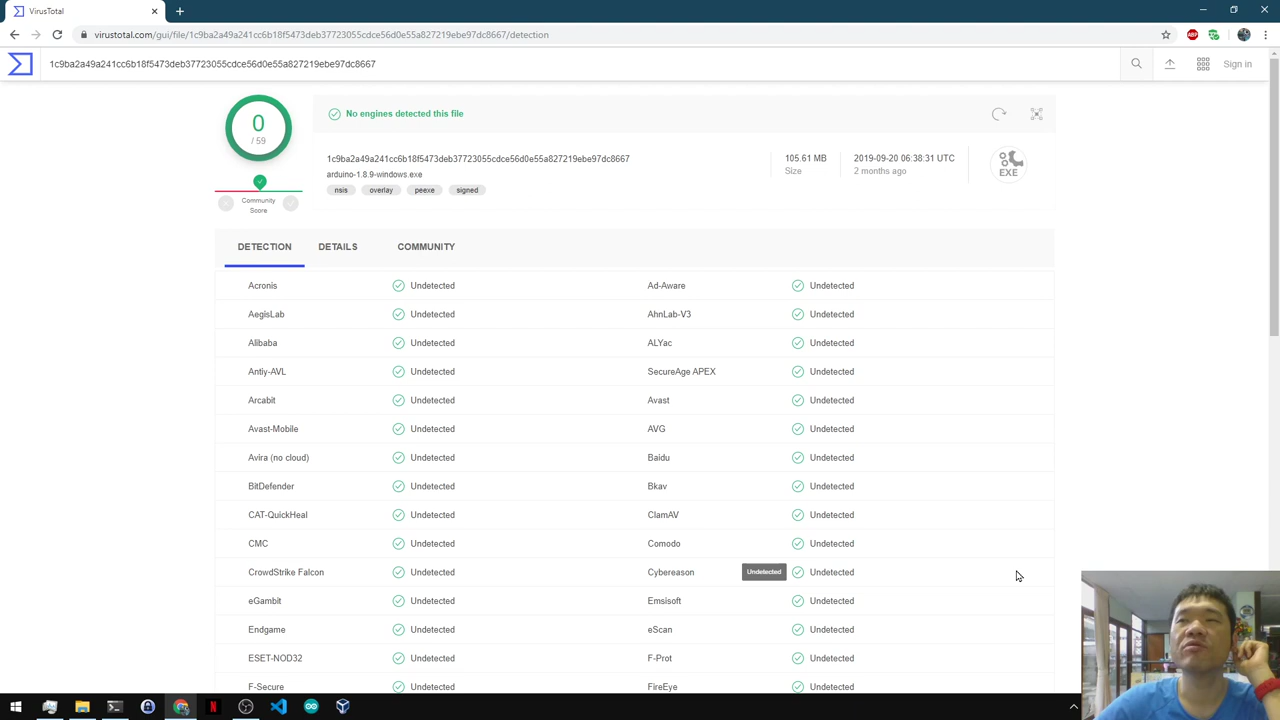 VirusTotal
virustotal.com/gui/file/1c9ba2a49a241cc6b18f5473deb37723055cdce56d0e55a827219ebe97dc8667/detection
ABP
1c9ba2a49a241cc6b18f5473deb37723055cdce56d0e55a827219ebe97dc8667
Sign in
0
/ 59
Community
Score
No engines detected this file
1c9ba2a49a241cc6b18f5473deb37723055cdce56d0e55a827219ebe97dc8667
arduino-1.8.9-windows.exe
nsis overlay peexe signed
105.61 MB
Size
2019-09-20 06:38:31 UTC
2 months ago
EXE
DETECTION DETAILS COMMUNITY
Acronis Undetected Ad-Aware Undetected
AegisLab Undetected AhnLab-V3 Undetected
Alibaba Undetected ALYac Undetected
Antiy-AVL Undetected SecureAge APEX Undetected
Arcabit Undetected Avast Undetected
Avast-Mobile Undetected AVG Undetected
Avira (no cloud) Undetected Baidu Undetected
BitDefender Undetected Bkav Undetected
CAT-QuickHeal Undetected ClamAV Undetected
CMC Undetected Comodo Undetected
CrowdStrike Falcon Undetected Cybereason Undetected Undetected
eGambit Undetected Emsisoft Undetected
Endgame Undetected eScan Undetected
ESET-NOD32 Undetected F-Prot Undetected
F-Secure Undetected FireEye Undetected